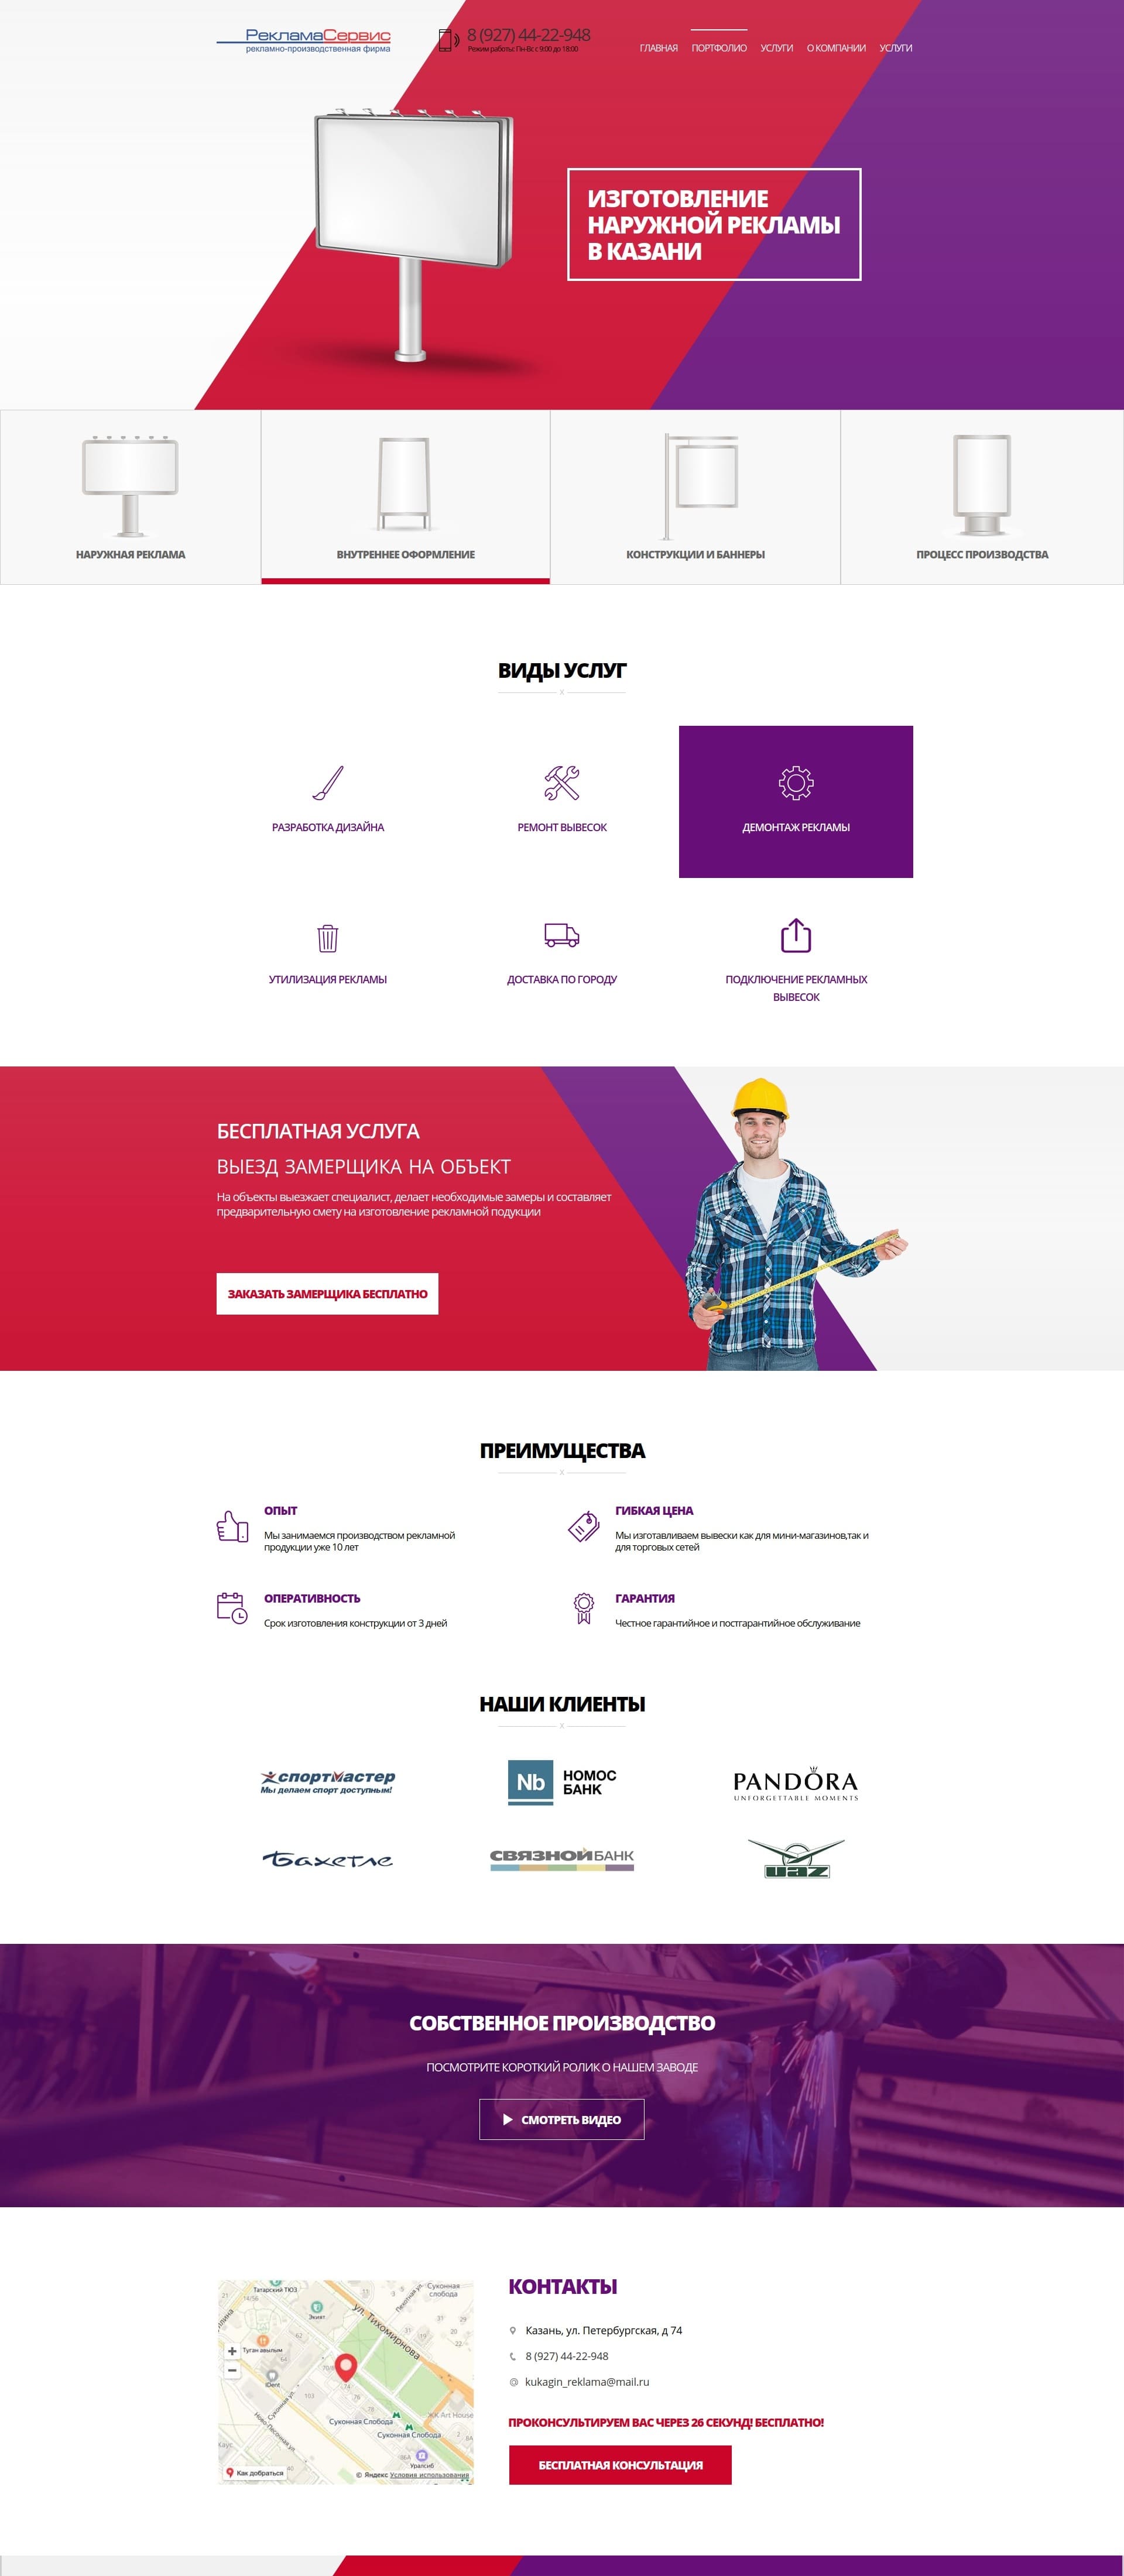 РекламаСервис
рекламно-производственная фирма
8 (927) 44-22-948
Режим работы: Пн-Вс с 9:00 до 18:00
ГЛАВНАЯ ПОРТФОЛИО УСЛУГИ О КОМПАНИИ УСЛУГИ
ИЗГОТОВЛЕНИЕ
НАРУЖНОЙ РЕКЛАМЫ
В КАЗАНИ
НАРУЖНАЯ РЕКЛАМА
ВНУТРЕННЕЕ ОФОРМЛЕНИЕ
КОНСТРУКЦИИ И БАННЕРЫ
ПРОЦЕСС ПРОИЗВОДСТВА
ВИДЫ УСЛУГ
РАЗРАБОТКА ДИЗАЙНА
РЕМОНТ ВЫВЕСОК
ДЕМОНТАЖ РЕКЛАМЫ
УТИЛИЗАЦИЯ РЕКЛАМЫ
ДОСТАВКА ПО ГОРОДУ
ПОДКЛЮЧЕНИЕ РЕКЛАМНЫХ
ВЫВЕСОК
БЕСПЛАТНАЯ УСЛУГА
ВЫЕЗД ЗАМЕРЩИКА НА ОБЪЕКТ
На объекты выезжает специалист, делает необходимые замеры и составляет
предварительную смету на изготовление рекламной подукции
ЗАКАЗАТЬ ЗАМЕРЩИКА БЕСПЛАТНО
ПРЕИМУЩЕСТВА
ОПЫТ
Мы занимаемся производством рекламной
продукции уже 10 лет
ГИБКАЯ ЦЕНА
Мы изготавливаем вывески как для мини-магазинов,так и
для торговых сетей
ОПЕРАТИВНОСТЬ
Срок изготовления конструкции от 3 дней
ГАРАНТИЯ
Честное гарантийное и постгарантийное обслуживание
НАШИ КЛИЕНТЫ
спортмастер
Мы делаем спорт доступным!
Nb НОМОС
БАНК
PANDÖRA
UNFORGETTABLE MOMENTS
Бахетле
СВЯЗНОЙ БАНК
UAZ
СОБСТВЕННОЕ ПРОИЗВОДСТВО
ПОСМОТРИТЕ КОРОТКИЙ РОЛИК О НАШЕМ ЗАВОДЕ
СМОТРЕТЬ ВИДЕО
Татарский ТЮЗ
Суконная
слобода
Экият
ул. Тихомирнова
Туган авылым
iDent
103
Суконная Слобода
Суконная Слобода
ЖК Art House
Уралсиб
Как добраться
© Яндекс Условия использования
КОНТАКТЫ
Казань, ул. Петербургская, д 74
8 (927) 44-22-948
@ kukagin_reklama@mail.ru
ПРОКОНСУЛЬТИРУЕМ ВАС ЧЕРЕЗ 26 СЕКУНД! БЕСПЛАТНО!
БЕСПЛАТНАЯ КОНСУЛЬТАЦИЯ